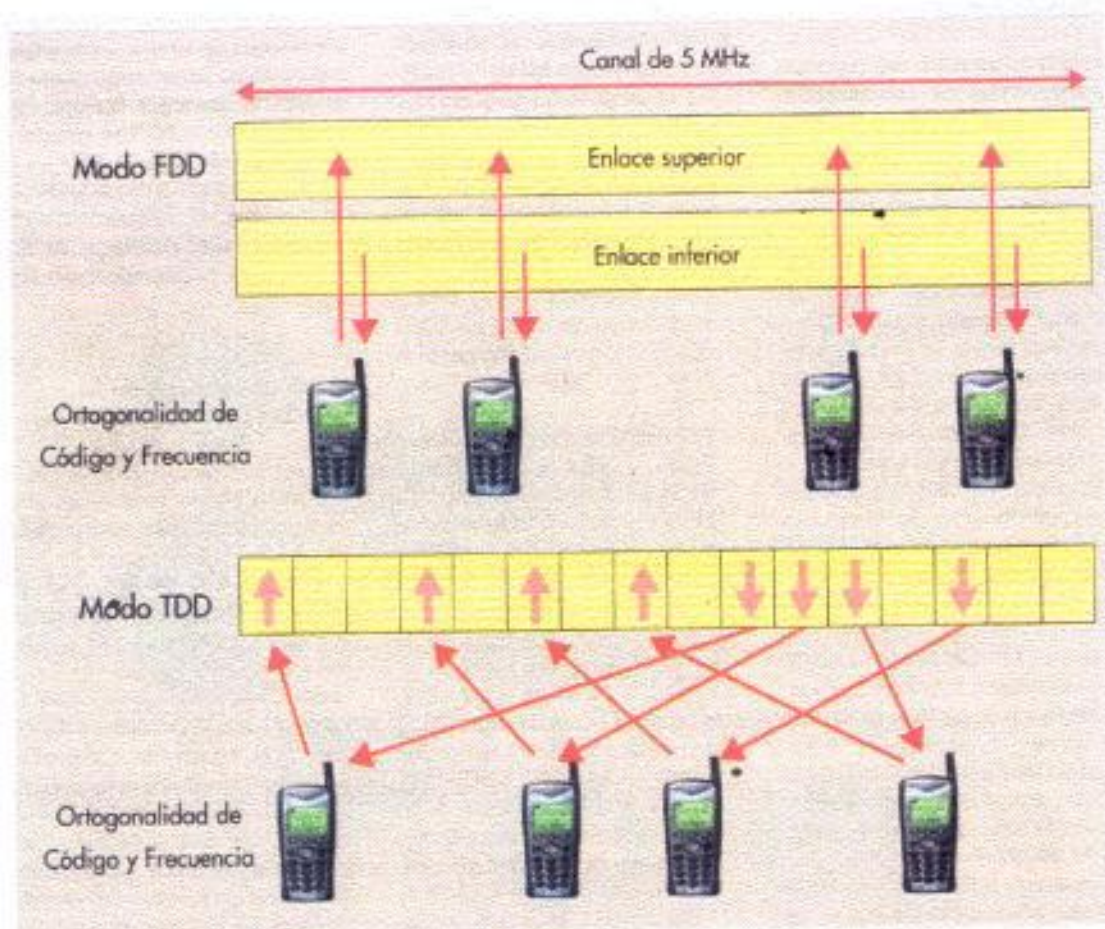 Canal de 5 MHz
Modo FDD
Enlace superior
Enlace inferior
Ortogonalidad de
Código y Frecuencia
Modo TDD
Ortogonalidad de
Código y Frecuencia